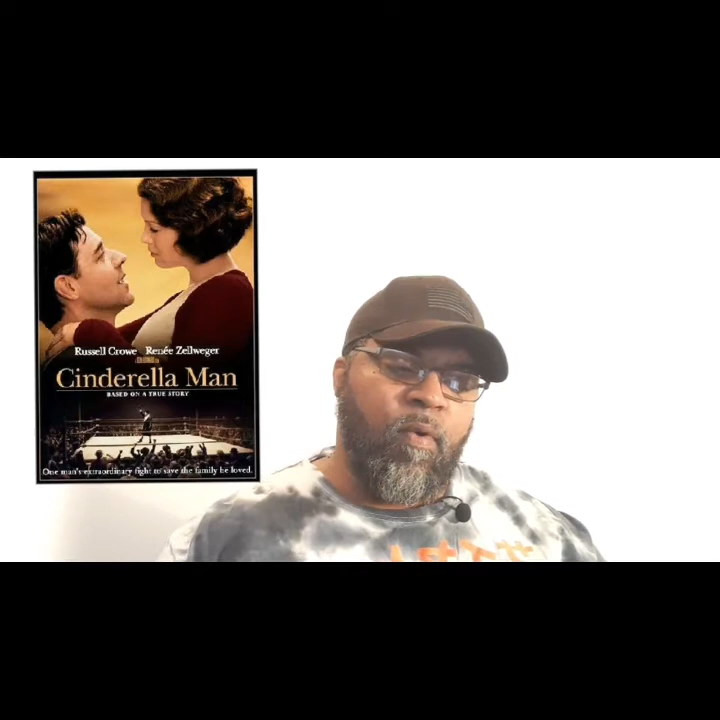 Russell Crowe Renée Zellweger
Cinderella Man
BASED ON A TRUE STORY
One man's extraordinary fight to save the family he loved.